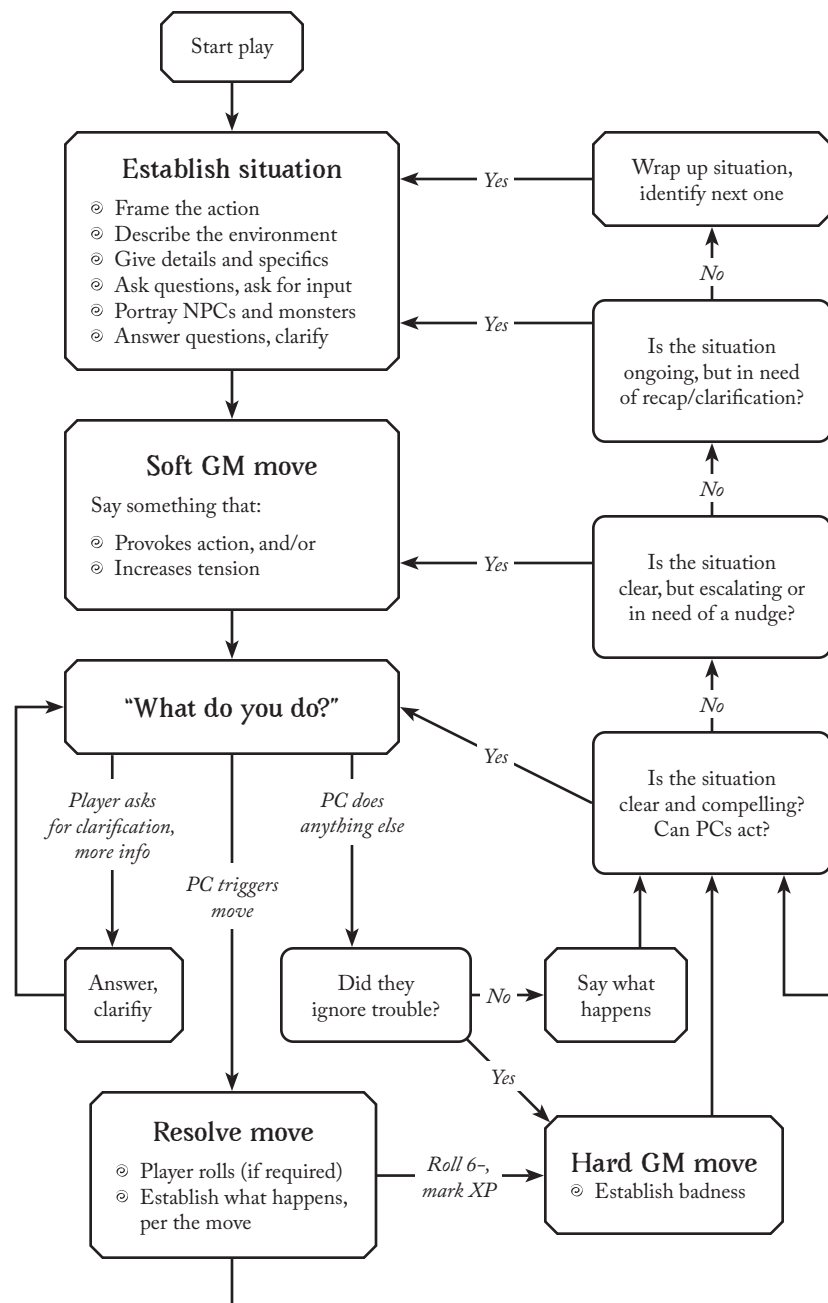 Start play
Establish situation
Frame the action
Describe the environment
Give details and specifics
Ask questions, ask for input
Portray NPCs and monsters
Answer questions, clarify
Yes
Wrap up situation,
identify next one
No
Yes
Is the situation
ongoing, but in need
of recap/clarification?
No
Soft GM move
Say something that:
Provokes action, and/or
Increases tension
Yes
Is the situation
clear, but escalating or
in need of a nudge?
No
"What do you do?"
Yes
Is the situation
clear and compelling?
Can PCs act?
Player asks
for clarification,
more info
PC triggers
move
PC does
anything else
Answer,
clarifiy
Did they
ignore trouble?
No
Say what
happens
Yes
Resolve move
Player rolls (if required)
Establish what happens,
per the move
Roll 6-,
mark XP
Hard GM move
Establish badness